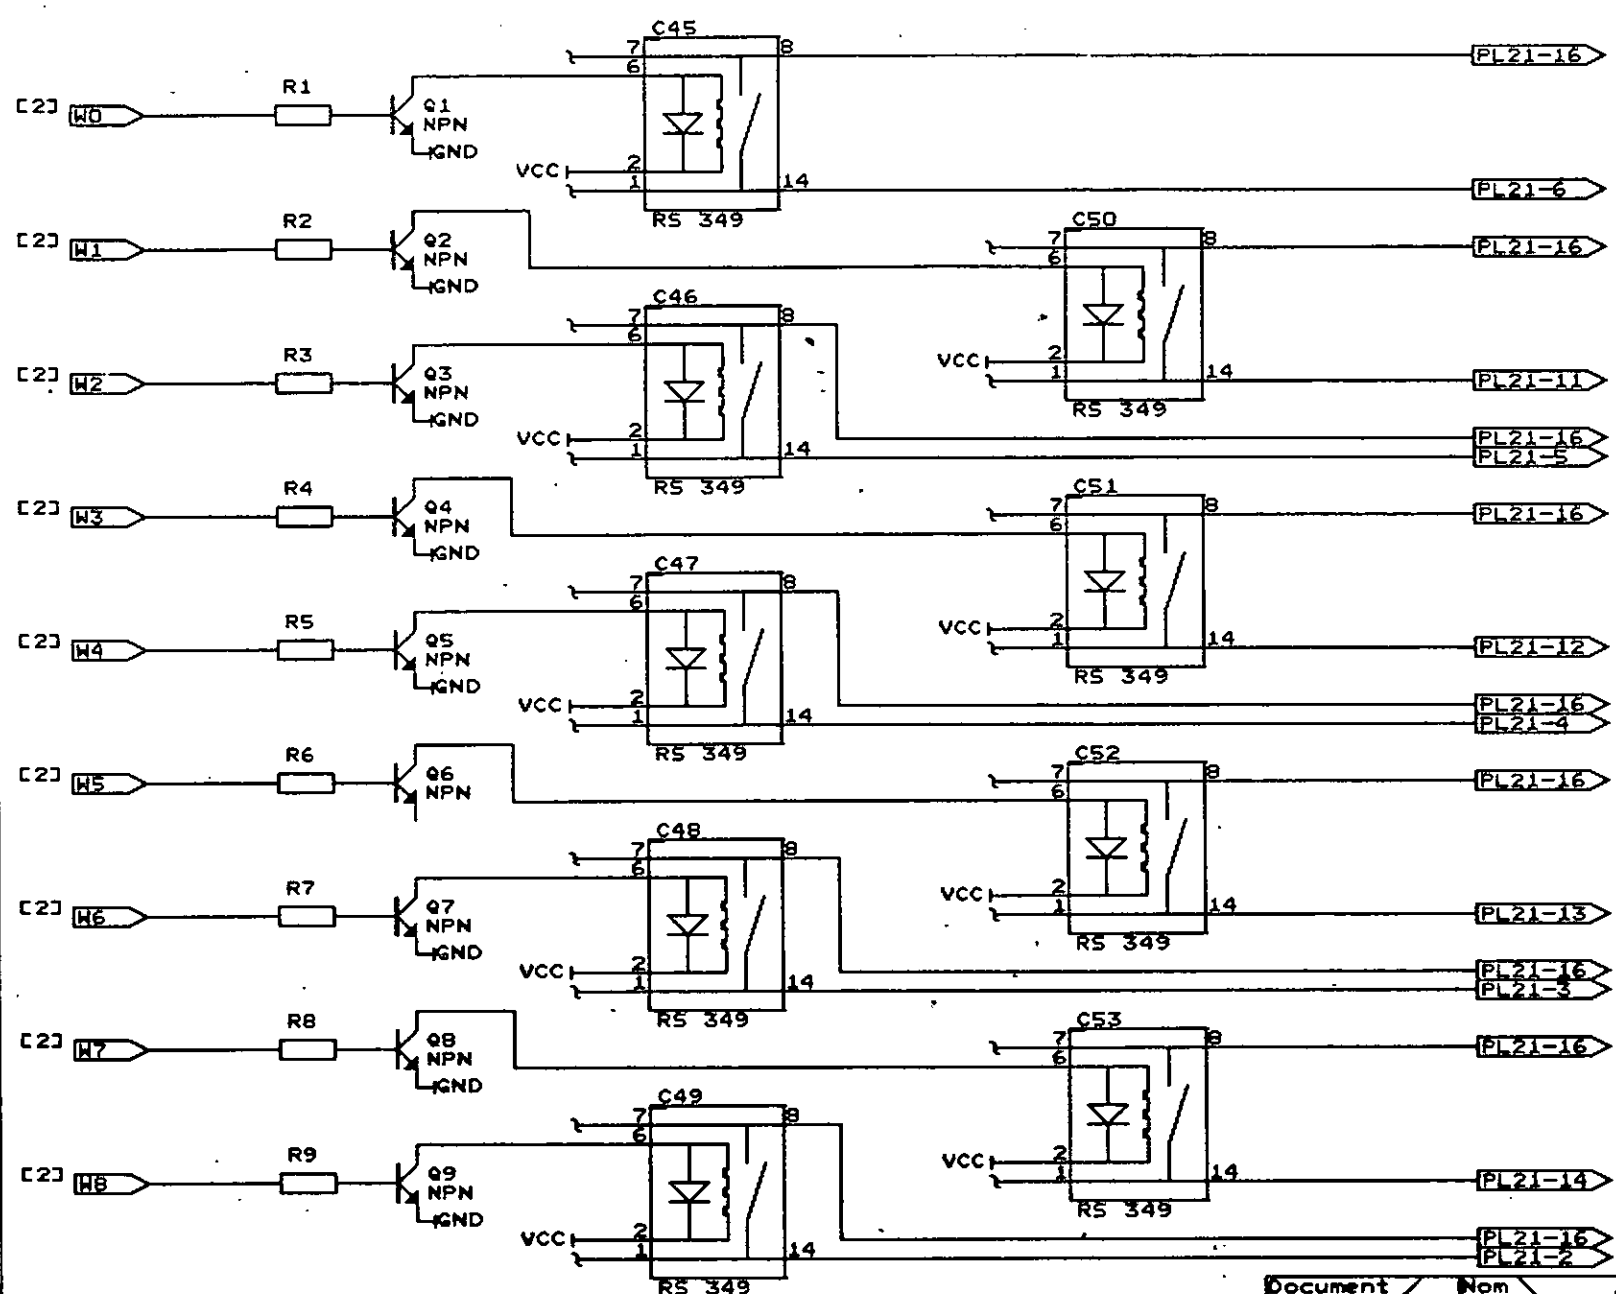 C45
7 8 PL21-16
6
R1
[2] W0 Q1
NPN
GND
VCC 2
1 14 PL21-6
RS 349
R2
[2] W1 Q2
NPN
GND
C50
7 8 PL21-16
6
VCC 2
1 14 PL21-11
RS 349
C46
7 8
6
R3
[2] W2 Q3
NPN
GND
VCC 2 PL21-16
1 14 PL21-5
RS 349
R4
[2] W3 Q4
NPN
GND
C51
7 8 PL21-16
6
VCC 2
1 14 PL21-12
RS 349
C47
7 8
6
R5
[2] W4 Q5
NPN
GND
VCC 2 PL21-16
1 14 PL21-4
RS 349
R6
[2] W5 Q6
NPN
C52
7 8 PL21-16
6
VCC 2
1 14 PL21-13
RS 349
C48
7 8
6
R7
[2] W6 Q7
NPN
GND
VCC 2 PL21-16
1 14 PL21-3
RS 349
R8
[2] W7 Q8
NPN
GND
C53
7 8 PL21-16
6
VCC 2
1 14 PL21-14
RS 349
C49
7 8
6
R9
[2] W8 Q9
NPN
GND
VCC 2 PL21-16
1 14 PL21-2
RS 349
Document Nom